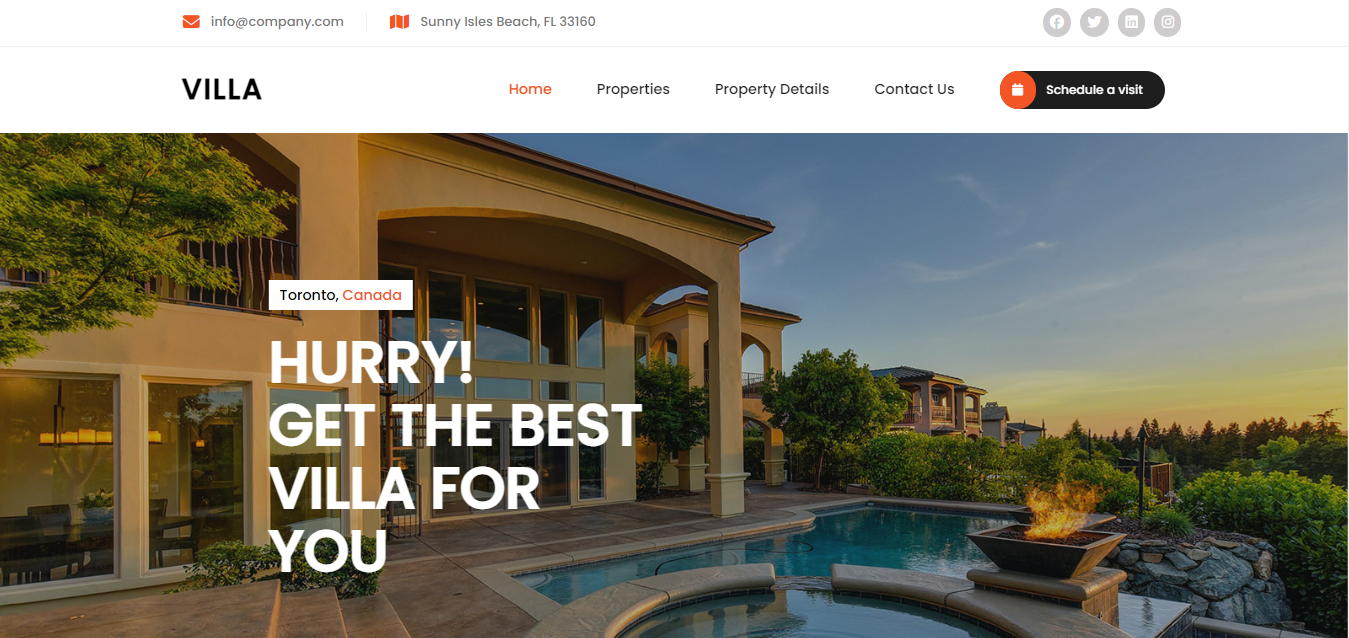 info@company.com
Sunny Isles Beach, FL 33160
VILLA
Home
Properties
Property Details
Contact Us
Schedule a visit
Toronto, Canada
HURRY!
GET THE BEST
VILLA FOR
YOU